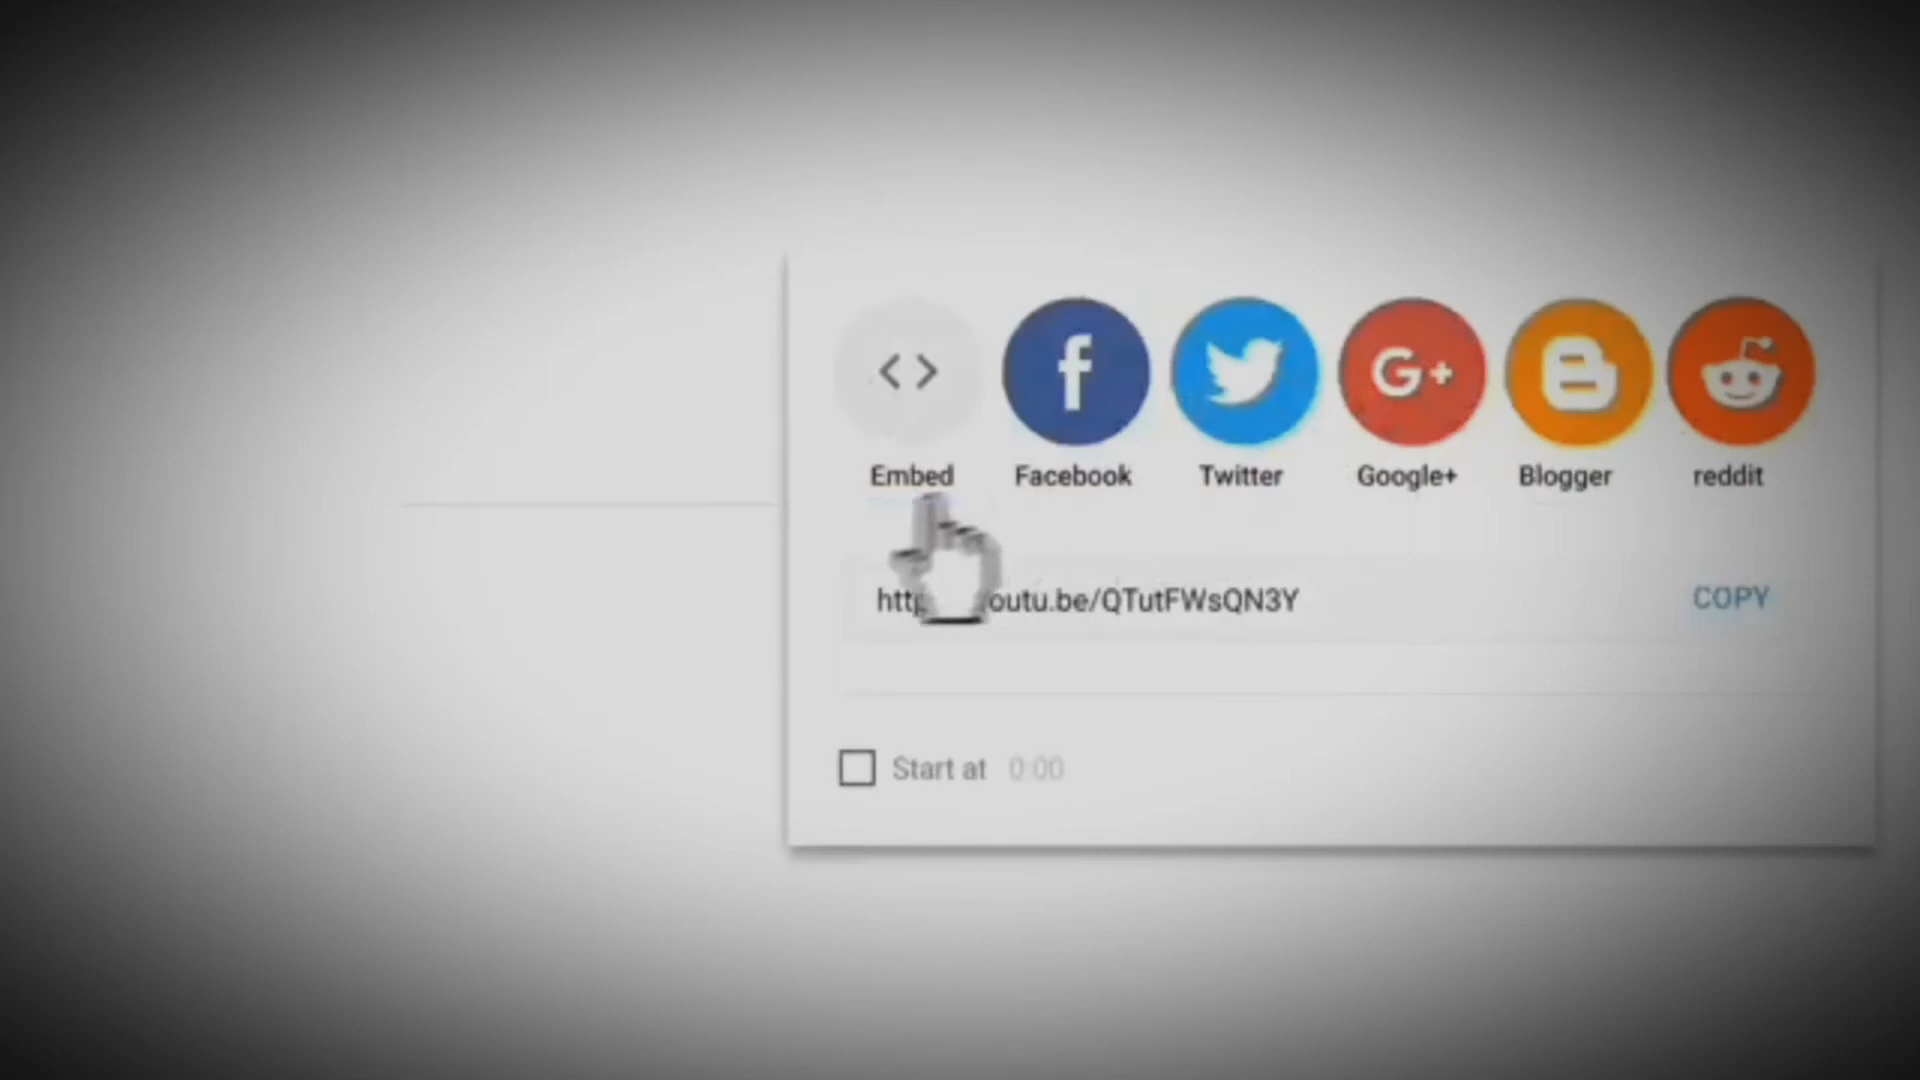 Embed Facebook Twitter G+ Google+ Blogger reddit
outu.be/QTutFWsQN3Y COPY
Start at 0:00